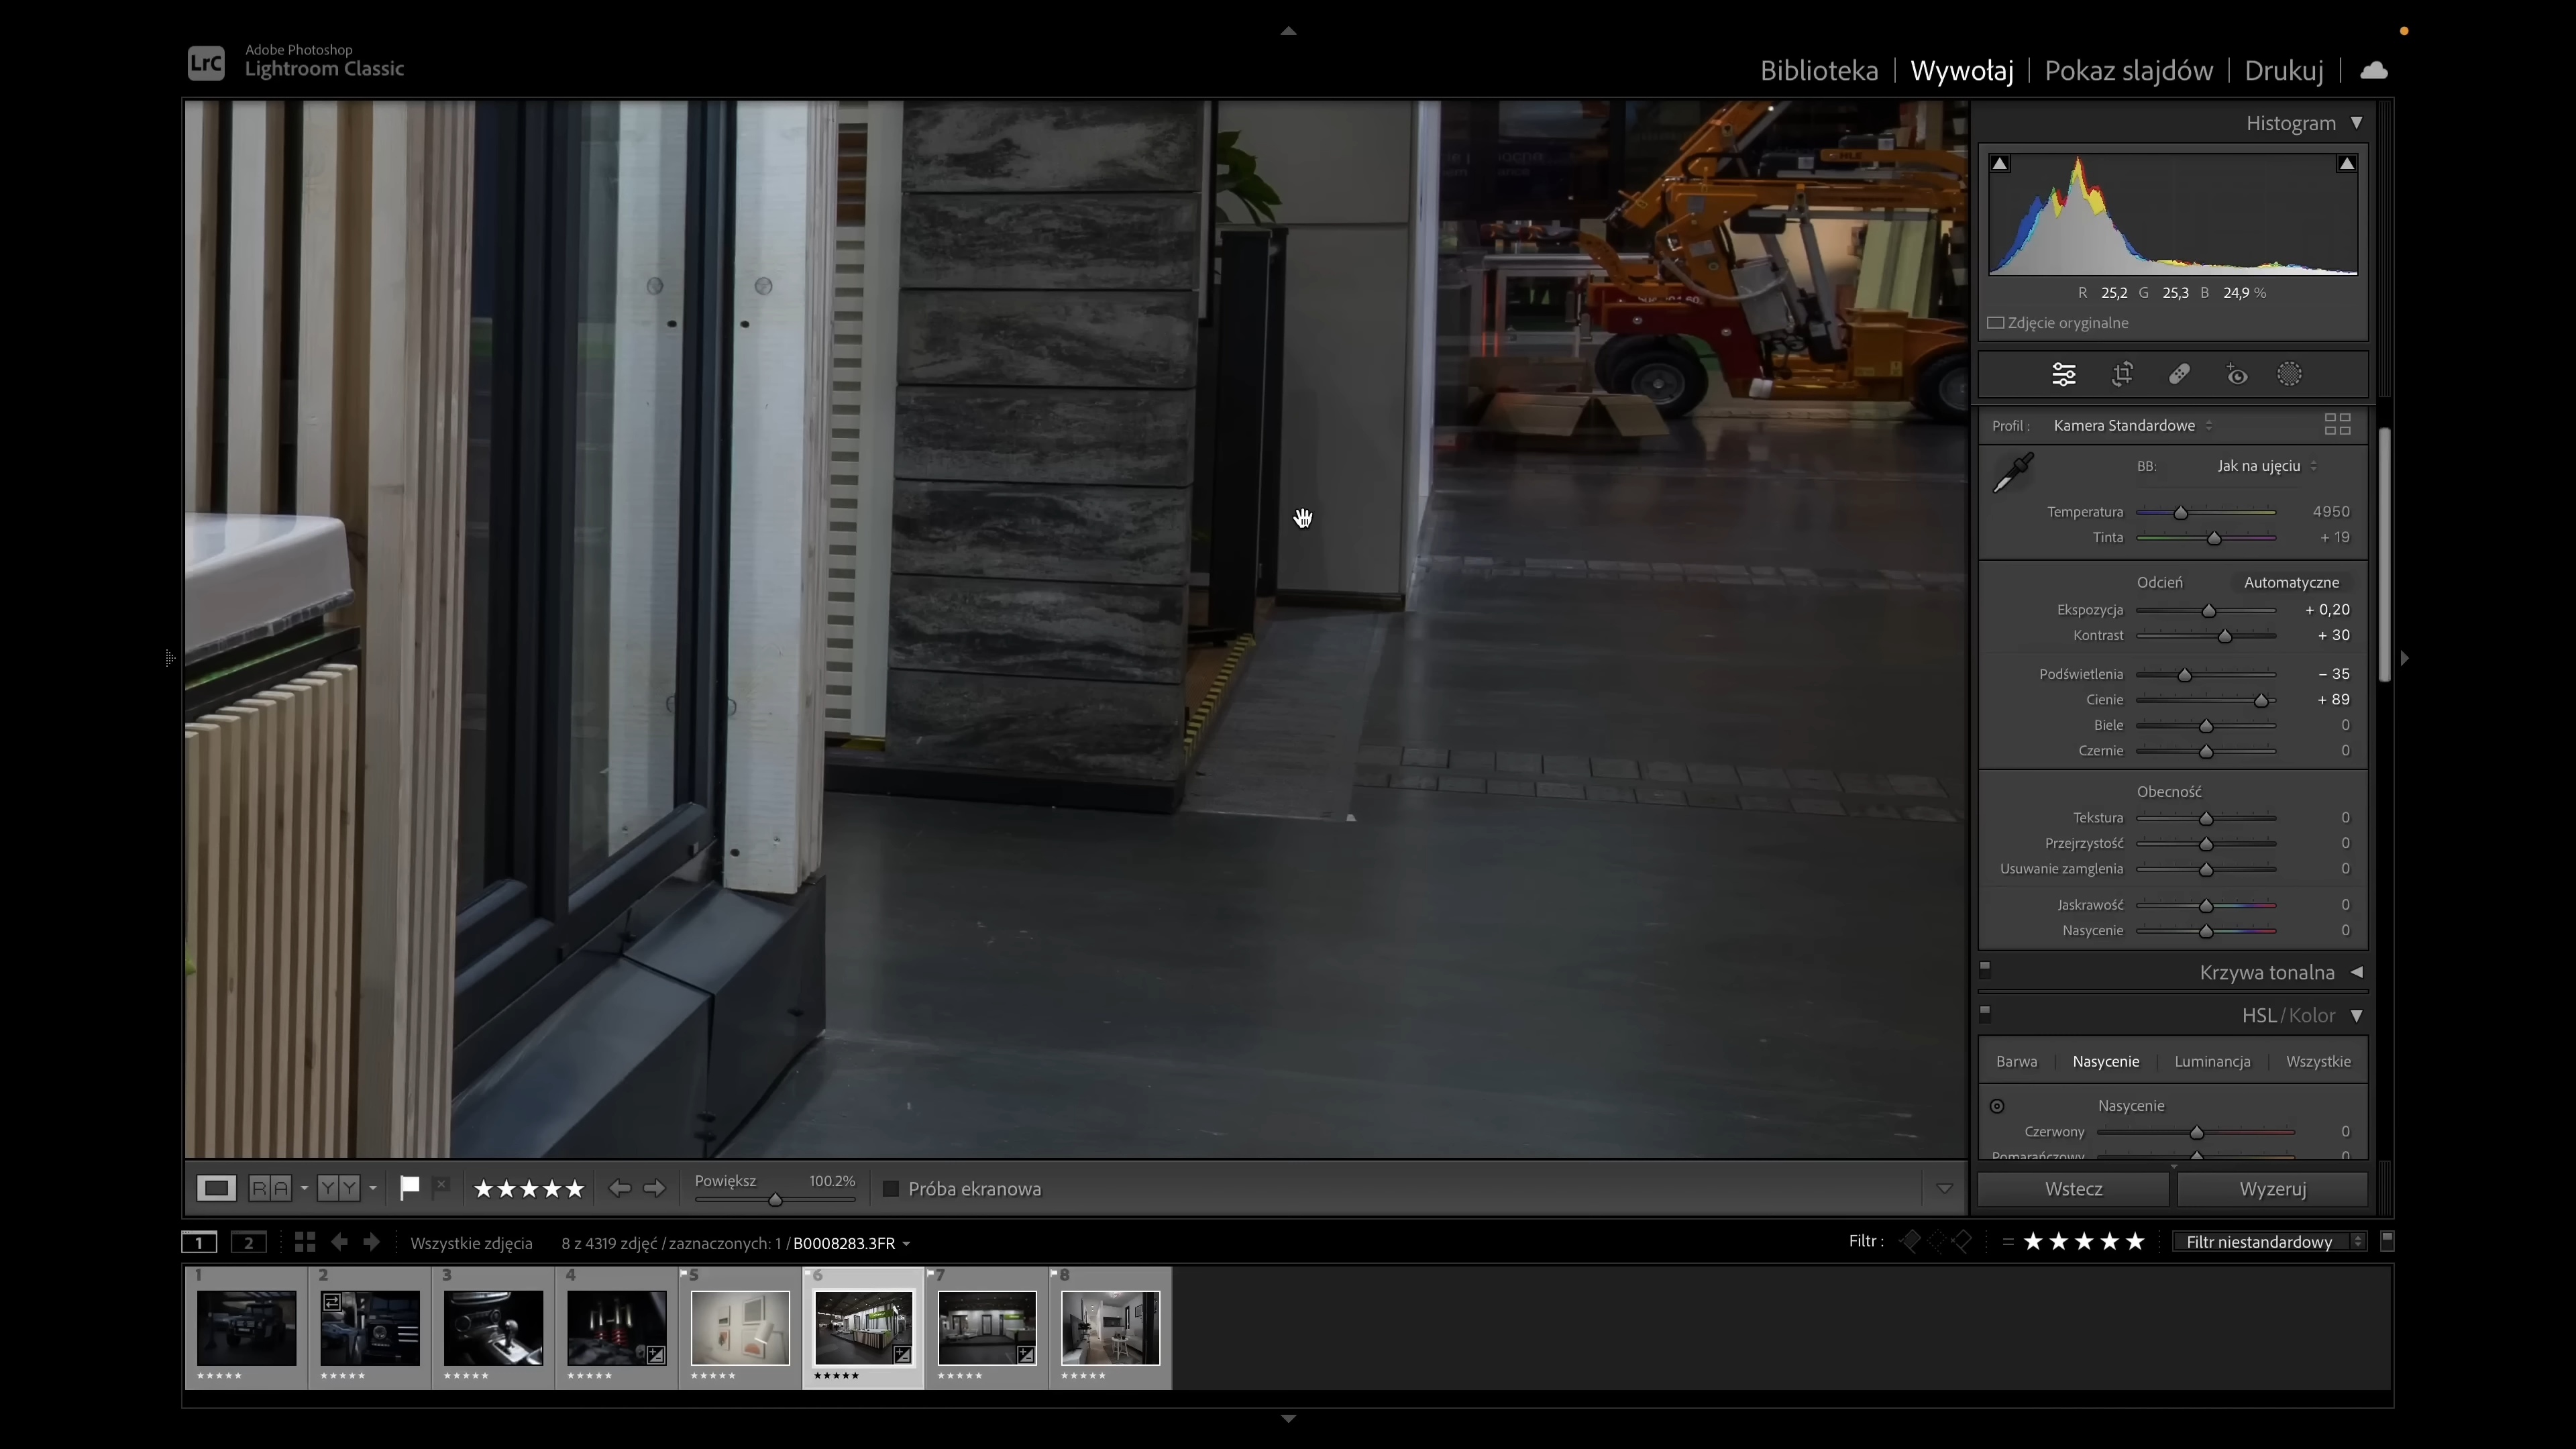 LrC
Adobe Photoshop
Lightroom Classic
Biblioteka | Wywołaj | Pokaz slajdów | Drukuj |
Histogram
R 25,2 G 25,3 B 24,9 %
Zdjęcie oryginalne
Profil : Kamera Standardowe
BB: Jak na ujęciu
Temperatura 4950
Tinta + 19
Odcień Automatyczne
Ekspozycja + 0,20
Kontrast + 30
Podświetlenia − 35
Cienie + 89
Biele 0
Czernie 0
Obecność
Tekstura 0
Przejrzystość 0
Usuwanie zamglenia 0
Jaskrawość 0
Nasycenie 0
Krzywa tonalna
HSL / Kolor
Barwa Nasycenie Luminancja Wszystkie
Nasycenie
Czerwony 0
Pomarańczowy 0
R A Y Y Powiększ 100.2% Próba ekranowa
Wstecz Wyzeruj
1 2 Wszystkie zdjęcia 8 z 4319 zdjęć / zaznaczonych: 1 / B0008283.3FR Filtr : Filtr niestandardowy
1 2 3 4 5 6 7 8